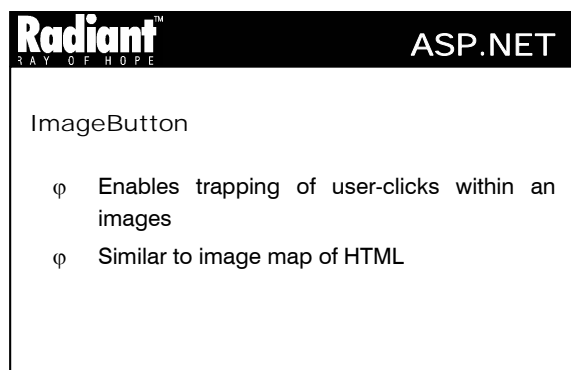 Radiant™
RAY OF HOPE
ASP.NET
ImageButton
φ Enables trapping of user-clicks within an
images
φ Similar to image map of HTML